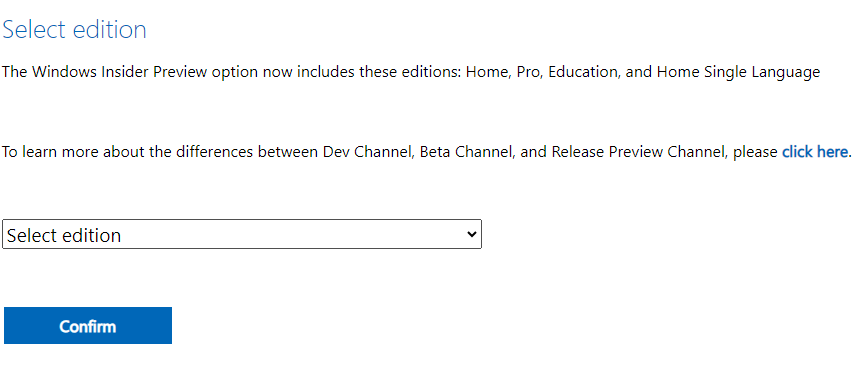 Select edition
The Windows Insider Preview option now includes these editions: Home, Pro, Education, and Home Single Language
To learn more about the differences between Dev Channel, Beta Channel, and Release Preview Channel, please click here.
Select edition
Confirm